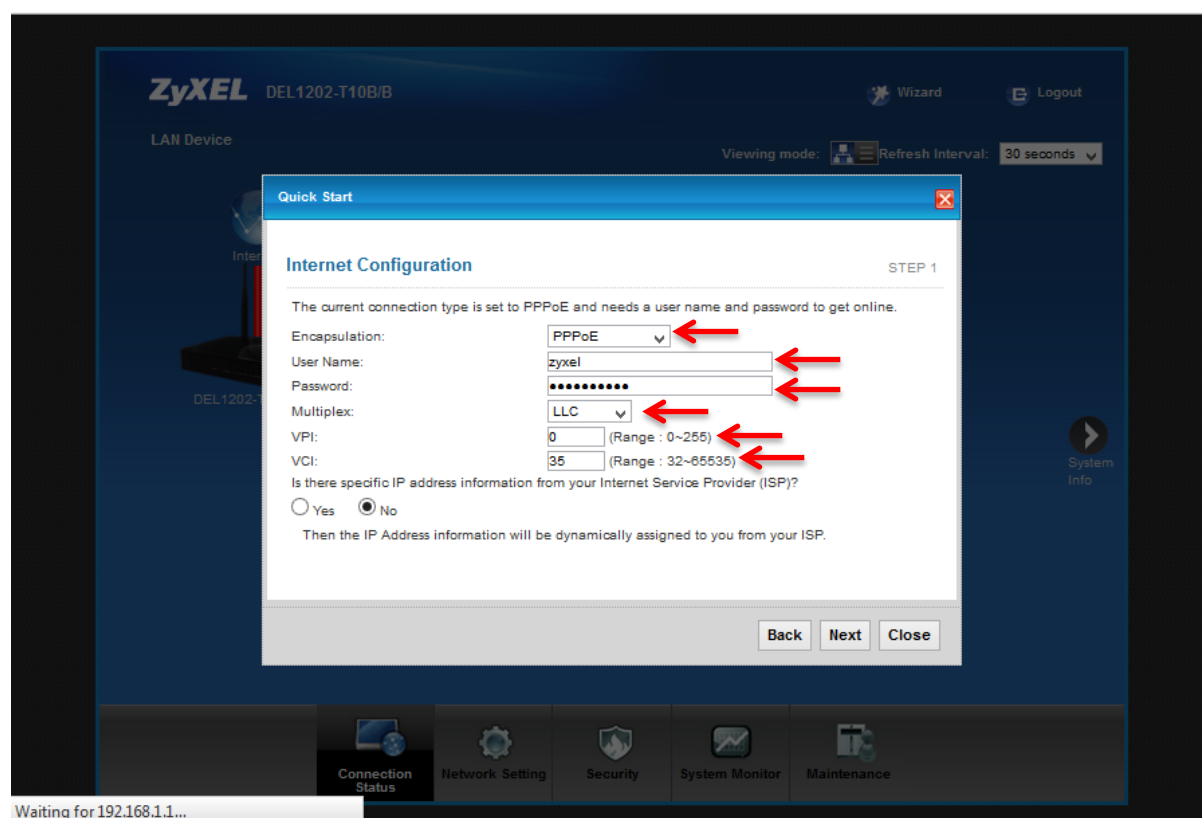 ZyXEL DEL1202-T10B/B Wizard Logout
LAN Device
Viewing mode: Refresh Interval: 30 seconds
Quick Start
Inter
Internet Configuration STEP 1
The current connection type is set to PPPoE and needs a user name and password to get online.
Encapsulation: PPPoE
User Name: zyxel
Password: ●●●●●●●●●●
DEL1202-T
Multiplex: LLC
VPI: 0 (Range : 0~255)
VCI: 35 (Range : 32~65535)
System
Info
Is there specific IP address information from your Internet Service Provider (ISP)?
Yes No
Then the IP Address information will be dynamically assigned to you from your ISP.
Back Next Close
Connection
Status
Network Setting
Security
System Monitor
Maintenance
Waiting for 192.168.1.1...